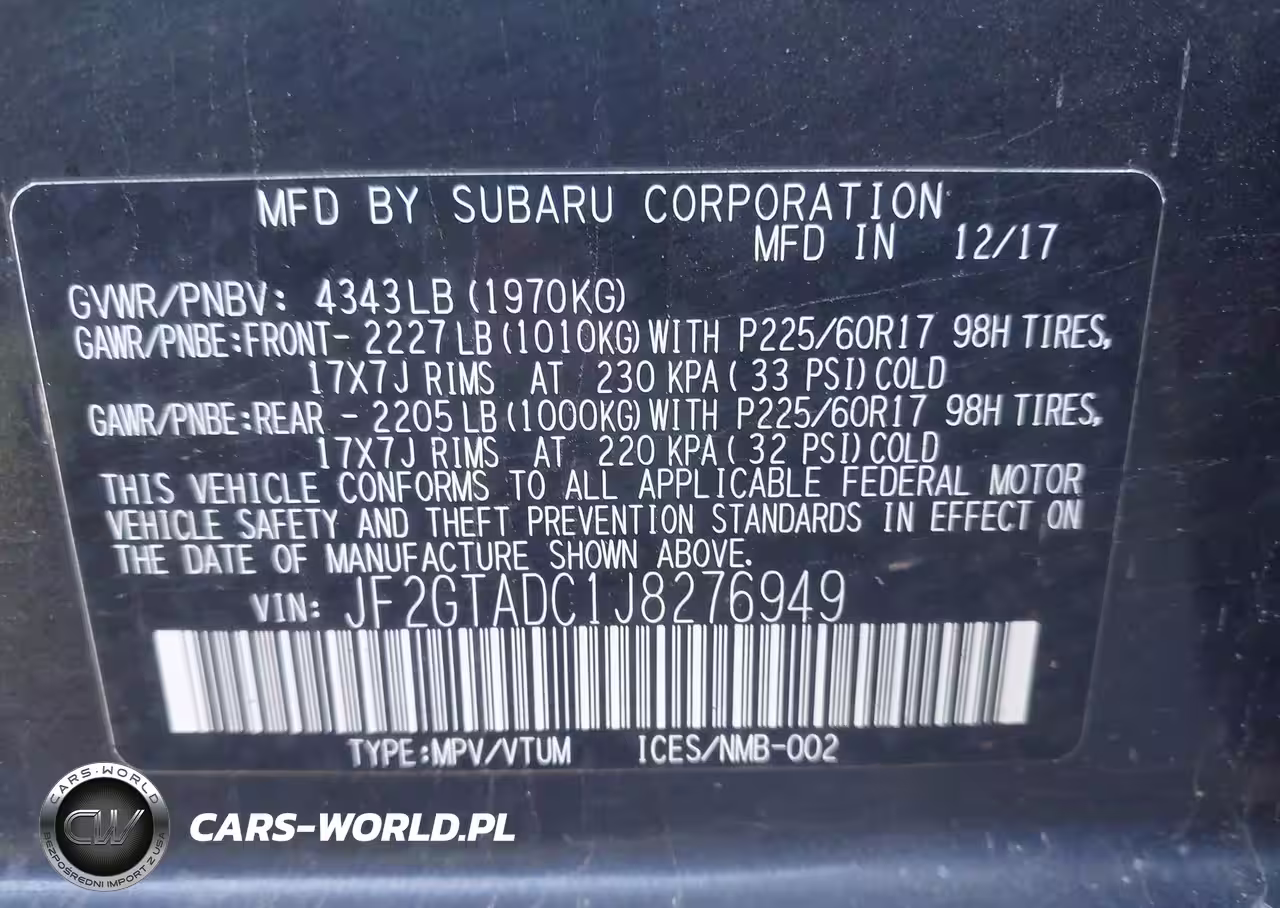 MFD BY SUBARU CORPORATION
MFD IN 12/17
GVWR/PNBV: 4343LB (1970KG)
GAWR/PNBE:FRONT- 2227 LB (1010KG) WITH P225/60R17 98H TIRES,
17X7J RIMS AT 230 KPA ( 33 PSI) COLD
GAWR/PNBE:REAR - 2205 LB (1000KG) WITH P225/60R17 98H TIRES,
17X7J RIMS AT 220 KPA ( 32 PSI) COLD
THIS VEHICLE CONFORMS TO ALL APPLICABLE FEDERAL MOTOR
VEHICLE SAFETY AND THEFT PREVENTION STANDARDS IN EFFECT ON
THE DATE OF MANUFACTURE SHOWN ABOVE.
VIN: JF2GTADC1J8276949
TYPE:MPV/VTUM ICES/NMB-002
CARS-WORLD
CW
BEZPOŚREDNI IMPORT Z USA
CARS-WORLD.PL